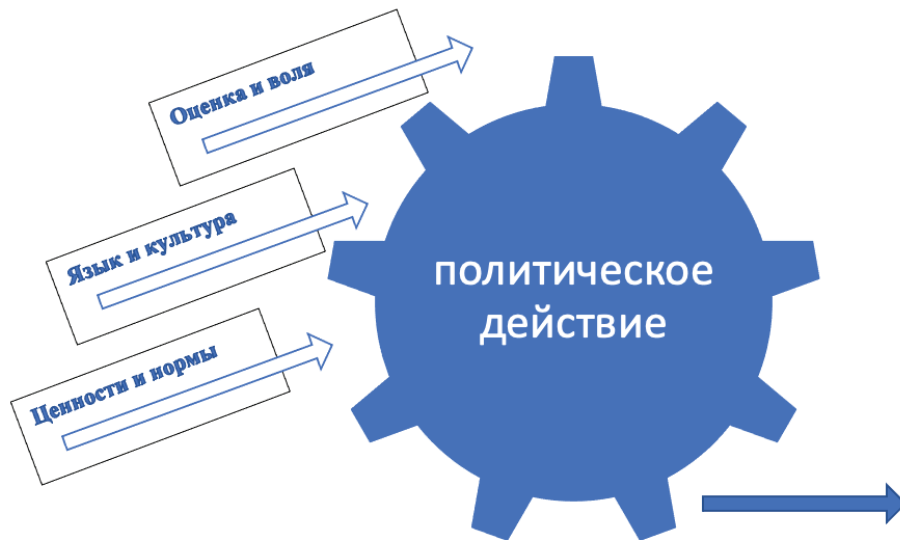 Оценка и воля
Язык и культура
Ценности и нормы
политическое
действие